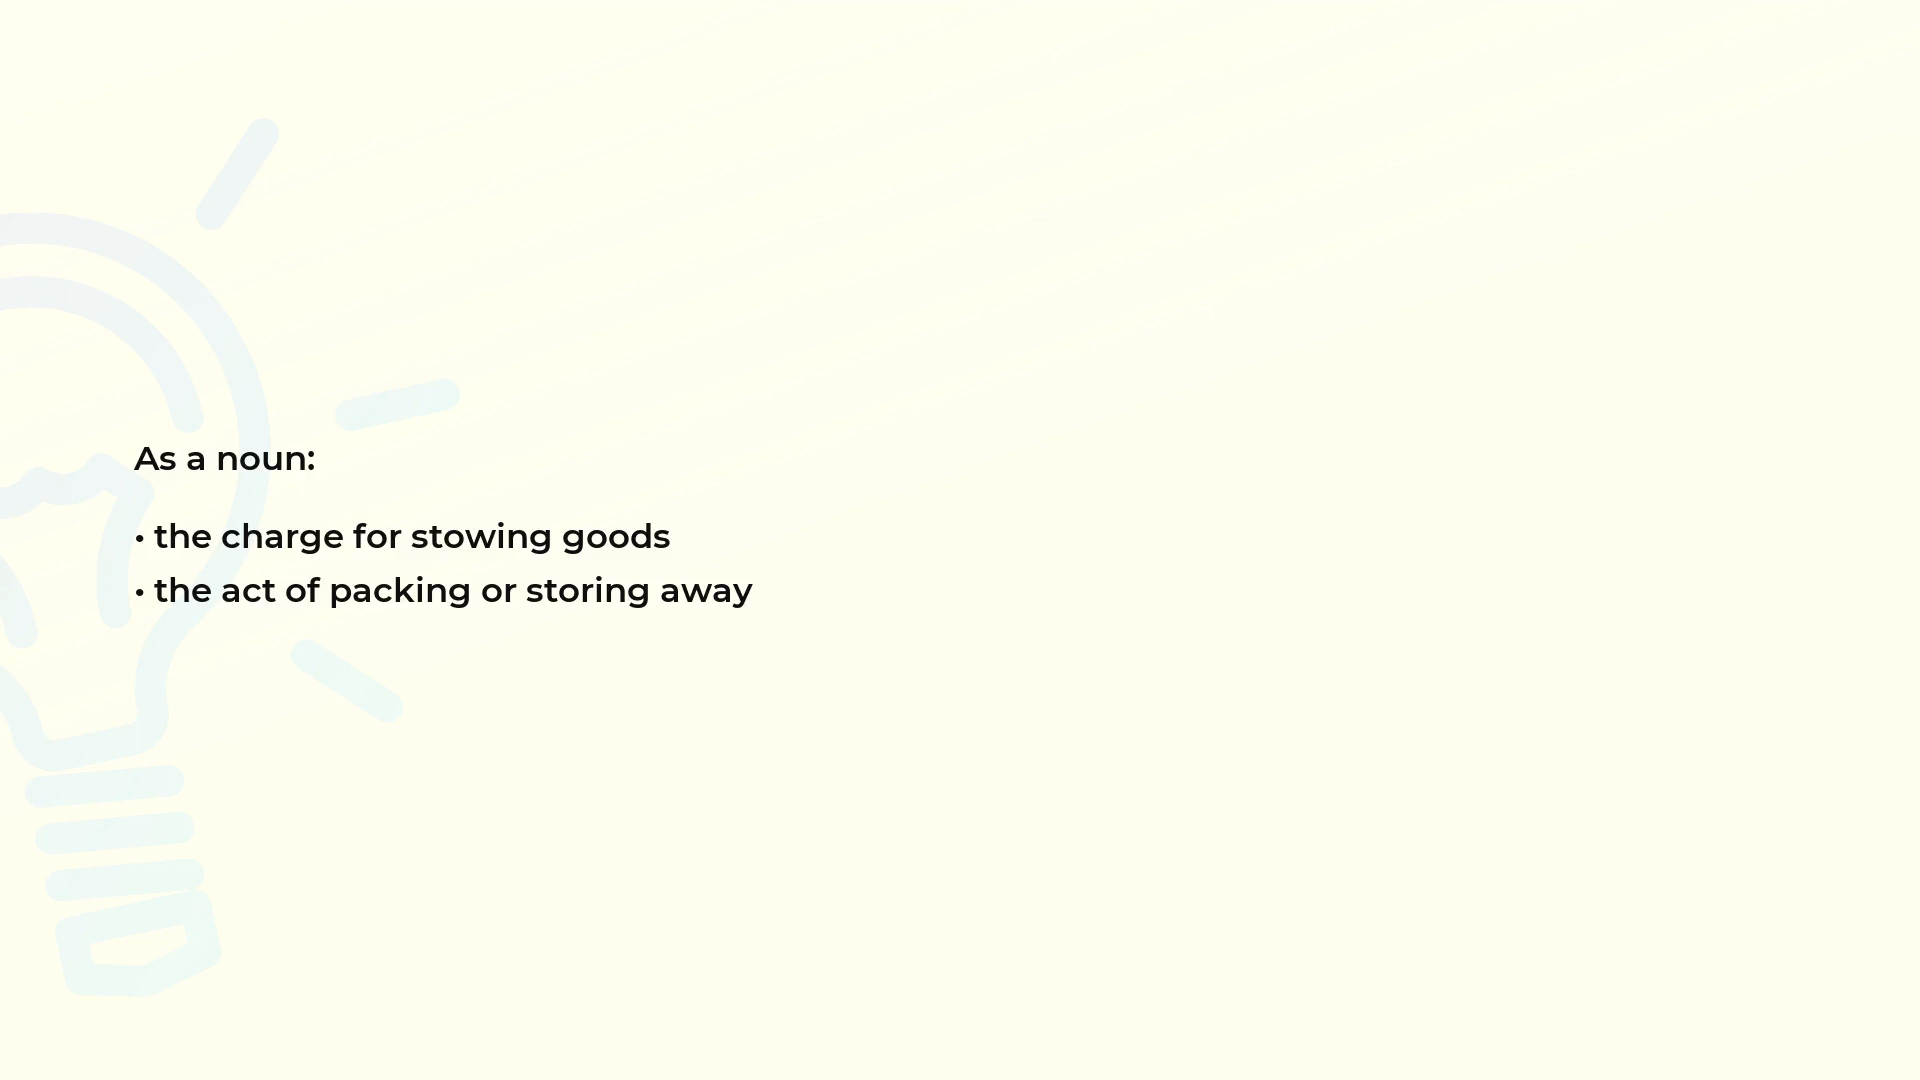 As a noun:
• the charge for stowing goods
• the act of packing or storing away